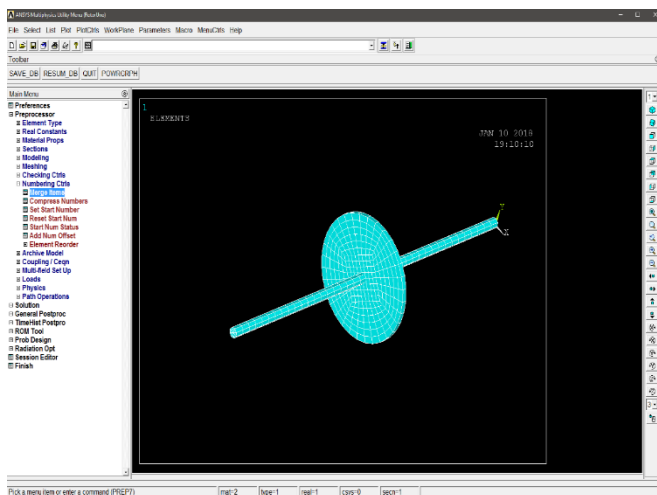 ANSYS Multiphysics Utility Menu (RotorUno)
File Select List Plot PlotCtrls WorkPlane Parameters Macro MenuCtrls Help
Toolbar
SAVE_DB RESUM_DB QUIT POWRGRPH
Main Menu
Preferences
Preprocessor
Element Type
Real Constants
Material Props
Sections
Modeling
Meshing
Checking Ctrls
Numbering Ctrls
Merge Items
Compress Numbers
Set Start Number
Reset Start Num
Start Num Status
Add Num Offset
Element Reorder
Archive Model
Coupling / Ceqn
Multi-field Set Up
Loads
Physics
Path Operations
Solution
General Postproc
TimeHist Postpro
ROM Tool
Prob Design
Radiation Opt
Session Editor
Finish
1
ELEMENTS
JAN 10 2018
19:10:10
Y
X
1
3
Pick a menu item or enter a command (PREP7)
mat=2
type=1
real=1
csys=0
secn=1